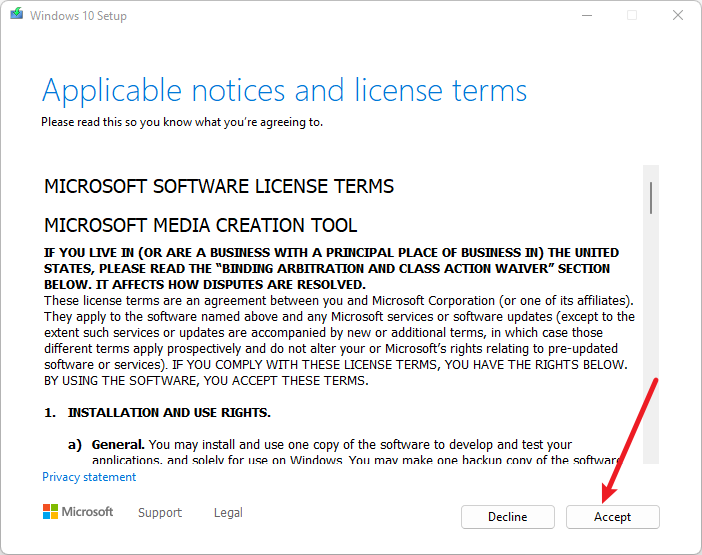 Windows 10 Setup
Applicable notices and license terms
Please read this so you know what you're agreeing to.
MICROSOFT SOFTWARE LICENSE TERMS
MICROSOFT MEDIA CREATION TOOL
IF YOU LIVE IN (OR ARE A BUSINESS WITH A PRINCIPAL PLACE OF BUSINESS IN) THE UNITED
STATES, PLEASE READ THE “BINDING ARBITRATION AND CLASS ACTION WAIVER” SECTION
BELOW. IT AFFECTS HOW DISPUTES ARE RESOLVED.
These license terms are an agreement between you and Microsoft Corporation (or one of its affiliates).
They apply to the software named above and any Microsoft services or software updates (except to the
extent such services or updates are accompanied by new or additional terms, in which case those
different terms apply prospectively and do not alter your or Microsoft’s rights relating to pre-updated
software or services). IF YOU COMPLY WITH THESE LICENSE TERMS, YOU HAVE THE RIGHTS BELOW.
BY USING THE SOFTWARE, YOU ACCEPT THESE TERMS.
1. INSTALLATION AND USE RIGHTS.
a) General. You may install and use one copy of the software to develop and test your
applications, and solely for use on Windows. You may make one backup copy of the software
Privacy statement
Microsoft Support Legal Decline Accept